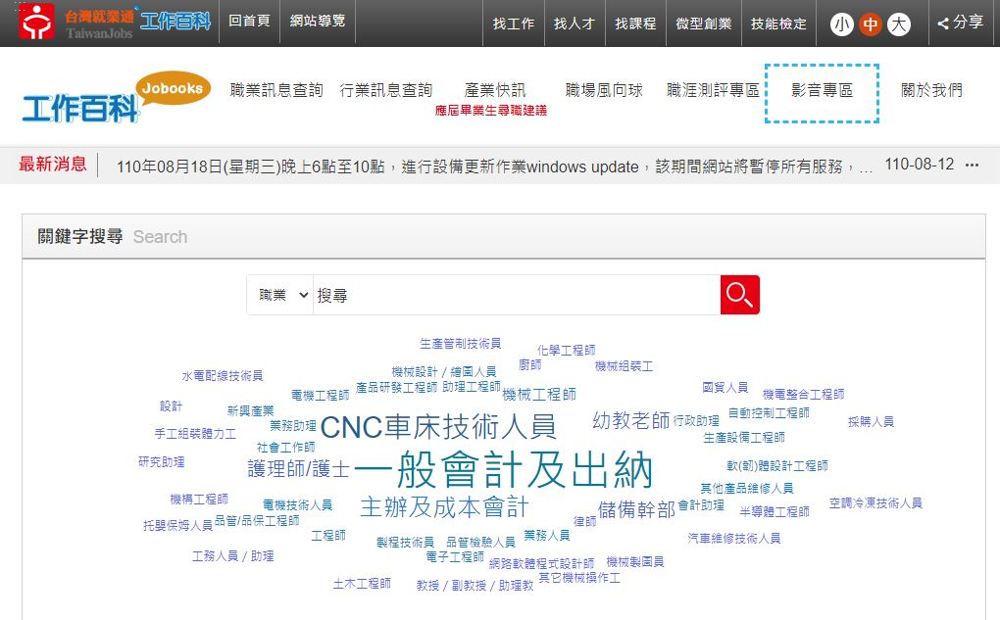 台灣就業通 工作百科 回首頁 網站導覽 找工作 找人才 找課程 微型創業 技能檢定 小 中 大 分享
TaiwanJobs
工作百科 Jobooks 職業訊息查詢 行業訊息查詢 產業快訊 職場風向球 職涯測評專區 影音專區 關於我們
應屆畢業生尋職建議
最新消息 110年08月18日(星期三)晚上6點至10點，進行設備更新作業windows update，該期間網站將暫停所有服務，... 110-08-12 ...
關鍵字搜尋 Search
職業 搜尋
生產管制技術員
化學工程師
廚師 機械組裝工
水電配線技術員 機械設計 / 繪圖人員
產品研發工程師 助理工程師 國貿人員
電機工程師 機械工程師 機電整合工程師
設計 新興產業 自動控制工程師
業務助理 CNC車床技術人員 幼教老師 行政助理 採購人員
手工組裝體力工 生產設備工程師
社會工作師
研究助理 護理師/護士 一般會計及出納 軟(韌)體設計工程師
其他產品維修人員
機構工程師 電機技術人員 主辦及成本會計 儲備幹部 會計助理 半導體工程師 空調冷凍技術人員
托嬰保姆人員 品管/品保工程師 律師
工程師 製程技術員 品管檢驗人員 業務人員 汽車維修技術人員
工務人員 / 助理 電子工程師 網路軟體程式設計師 機械製圖員
土木工程師 教授 / 副教授 / 助理教 其它機械操作工